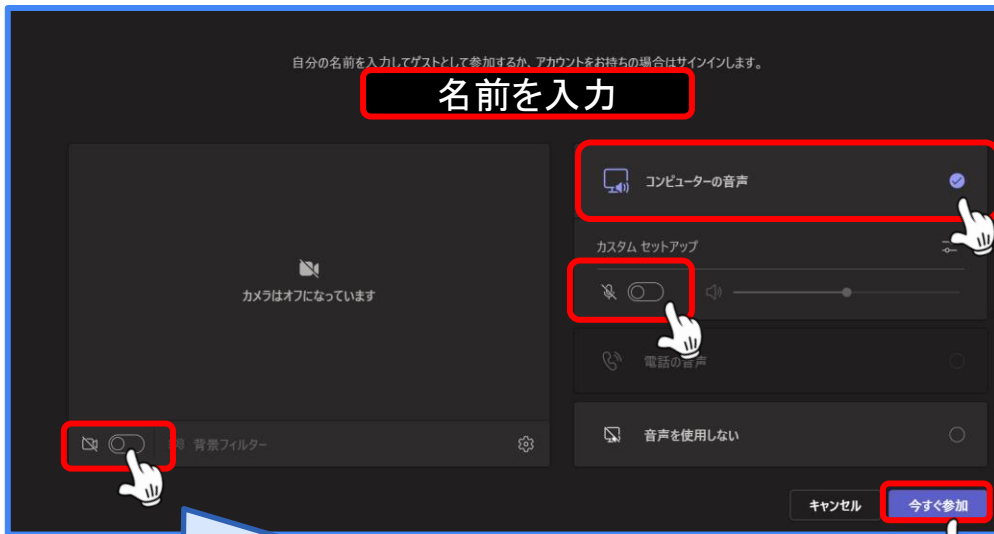 自分の名前を入力してゲストとして参加するか、アカウントをお持ちの場合はサインインします。
名前を入力
コンピューターの音声
カスタム セットアップ
カメラはオフになっています
電話の音声
背景フィルター
音声を使用しない
キャンセル
今すぐ参加